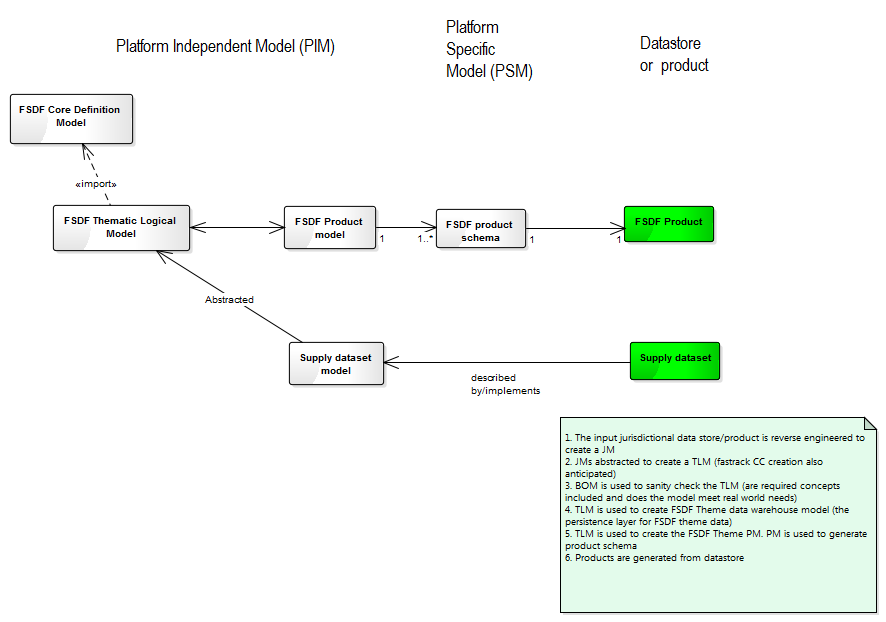 Platform Independent Model (PIM)
Platform
Specific
Model (PSM)
Datastore
or product
FSDF Core Definition
Model
«import»
FSDF Thematic Logical
Model
FSDF Product
model
1
1..*
FSDF product
schema
1
1
FSDF Product
Abstracted
Supply dataset
model
described
by/implements
Supply dataset
1. The input jurisdictional data store/product is reverse engineered to
create a JM
2. JMs abstracted to create a TLM (fastrack CC creation also
anticipated)
3. BOM is used to sanity check the TLM (are required concepts
included and does the model meet real world needs)
4. TLM is used to create FSDF Theme data warehouse model (the
persistence layer for FSDF theme data)
5. TLM is used to create the FSDF Theme PM. PM is used to generate
product schema
6. Products are generated from datastore